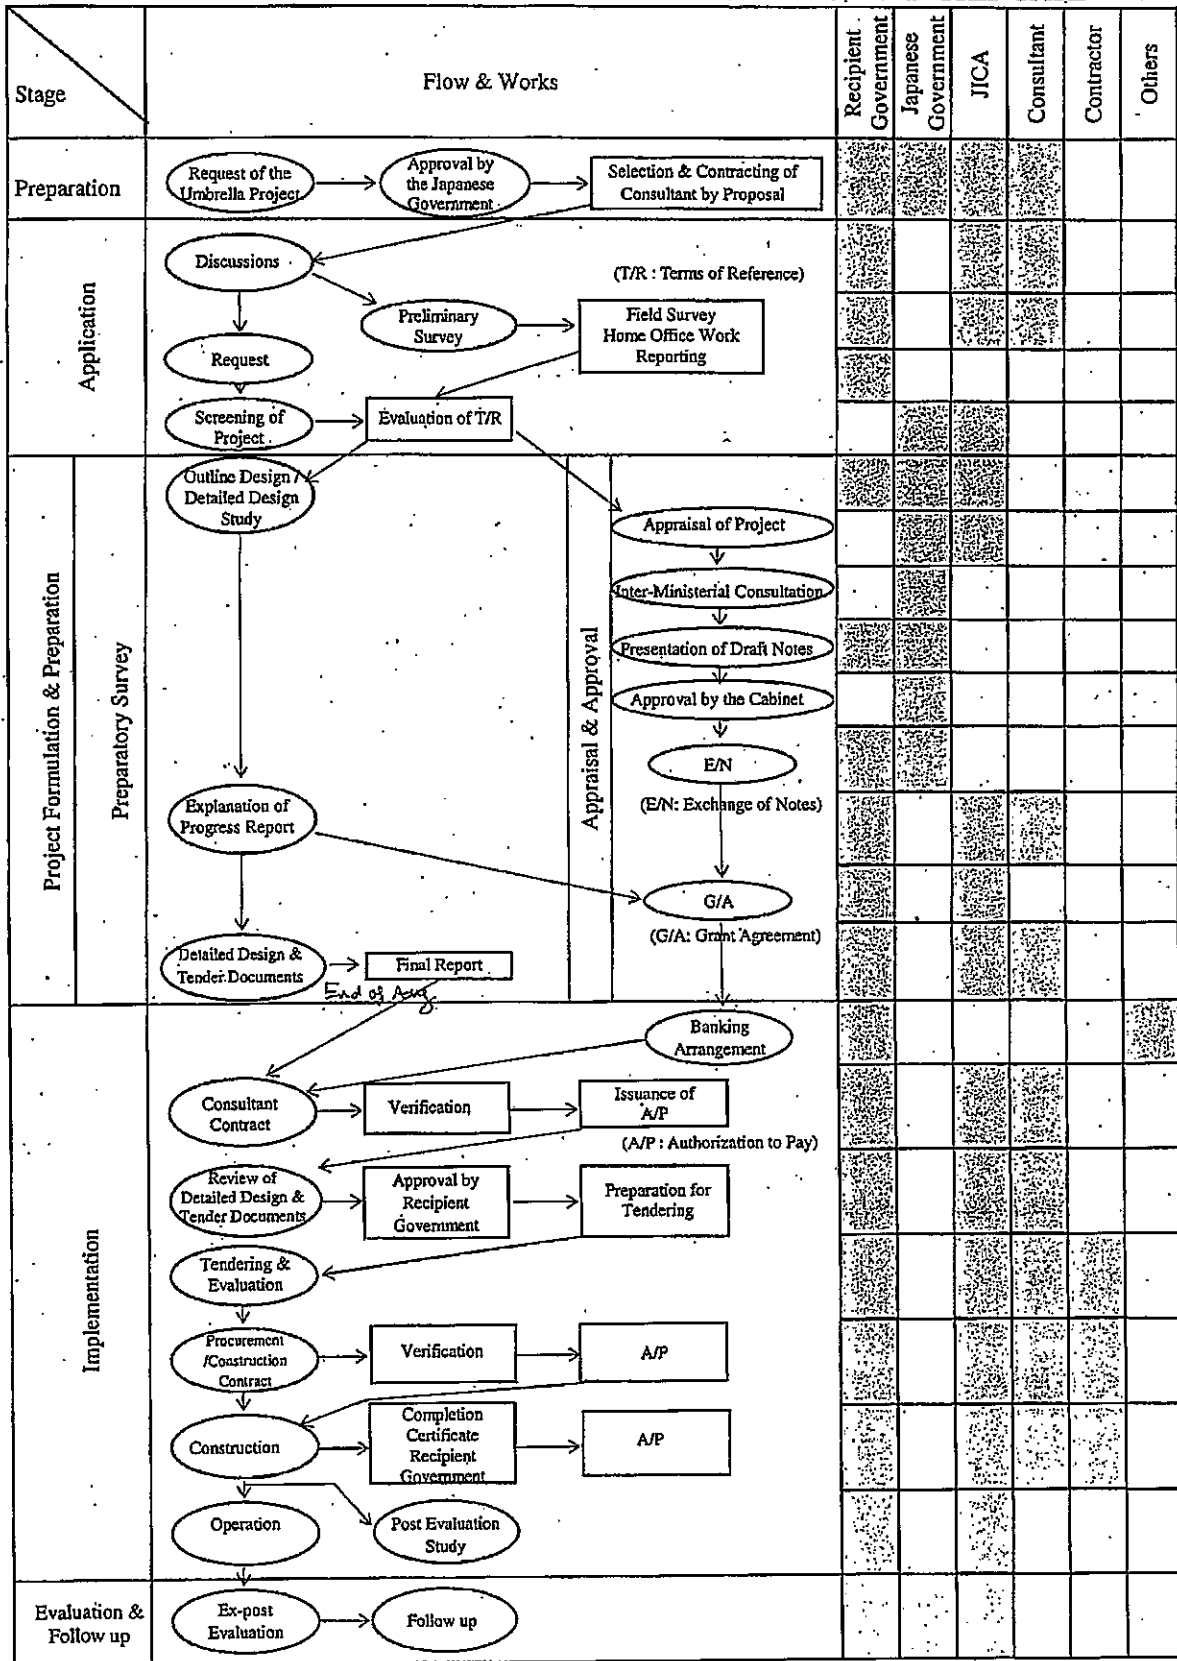 Stage
Flow & Works
Recipient
Government
Japanese
Government
JICA
Consultant
Contractor
Others
Preparation
Request of the
Umbrella Project
Approval by
the Japanese
Government
Selection & Contracting of
Consultant by Proposal
Application
Discussions
(T/R : Terms of Reference)
Preliminary
Survey
Field Survey
Home Office Work
Reporting
Request
Screening of
Project
Evaluation of T/R
Project Formulation & Preparation
Preparatory Survey
Outline Design /
Detailed Design
Study
Appraisal & Approval
Appraisal of Project
Inter-Ministerial Consultation
Presentation of Draft Notes
Approval by the Cabinet
E/N
(E/N: Exchange of Notes)
Explanation of
Progress Report
G/A
(G/A: Grant Agreement)
Detailed Design &
Tender Documents
Final Report
End of Aug
Implementation
Banking
Arrangement
Consultant
Contract
Verification
Issuance of
A/P
(A/P : Authorization to Pay)
Review of
Detailed Design &
Tender Documents
Approval by
Recipient
Government
Preparation for
Tendering
Tendering &
Evaluation
Procurement
/Construction
Contract
Verification
A/P
Construction
Completion
Certificate
Recipient
Government
A/P
Operation
Post Evaluation
Study
Evaluation &
Follow up
Ex-post
Evaluation
Follow up